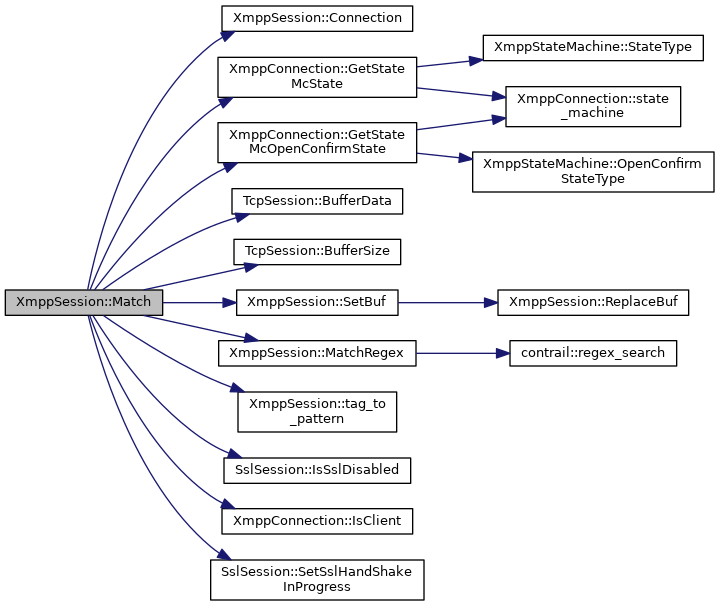 XmppSession::Match
XmppSession::Connection
XmppConnection::GetState
McState
XmppStateMachine::StateType
XmppConnection::state
_machine
XmppConnection::GetState
McOpenConfirmState
XmppStateMachine::OpenConfirm
StateType
TcpSession::BufferData
TcpSession::BufferSize
XmppSession::SetBuf
XmppSession::ReplaceBuf
XmppSession::MatchRegex
contrail::regex_search
XmppSession::tag_to
_pattern
SslSession::IsSslDisabled
XmppConnection::IsClient
SslSession::SetSslHandShake
InProgress